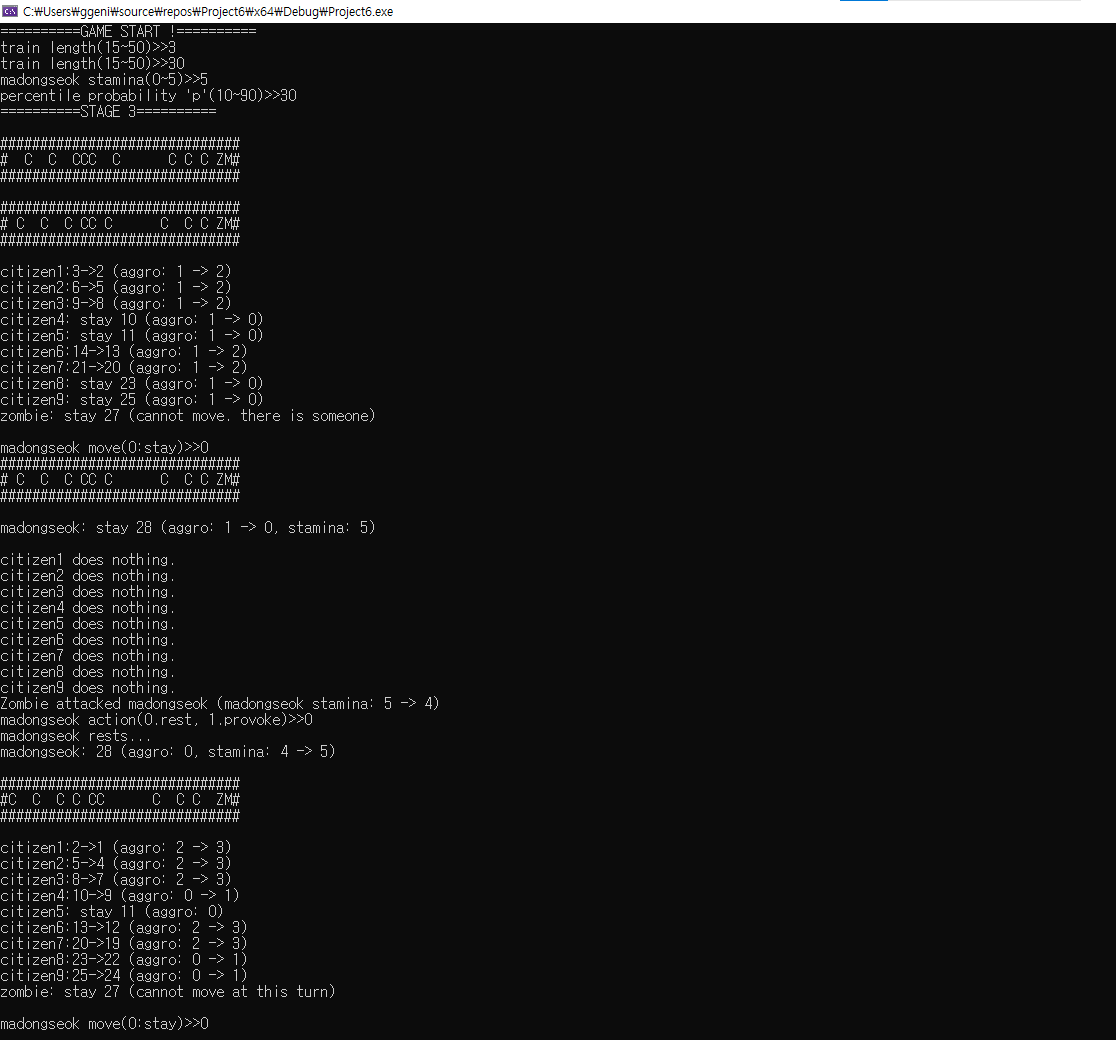 C:₩Users₩ggeni₩source₩repos₩Project6₩x64₩Debug₩Project6.exe
==========GAME START !==========
train length(15~50)>>3
train length(15~50)>>30
madongseok stamina(0~5)>>5
percentile probability 'p'(10~90)>>30
==========STAGE 3==========
##############################
#  C  C  CCC  C      C C C ZM#
##############################
##############################
# C  C  C CC C      C  C C ZM#
##############################
citizen1:3->2 (aggro: 1 -> 2)
citizen2:6->5 (aggro: 1 -> 2)
citizen3:9->8 (aggro: 1 -> 2)
citizen4: stay 10 (aggro: 1 -> 0)
citizen5: stay 11 (aggro: 1 -> 0)
citizen6:14->13 (aggro: 1 -> 2)
citizen7:21->20 (aggro: 1 -> 2)
citizen8: stay 23 (aggro: 1 -> 0)
citizen9: stay 25 (aggro: 1 -> 0)
zombie: stay 27 (cannot move. there is someone)
madongseok move(0:stay)>>0
##############################
# C  C  C CC C      C  C C ZM#
##############################
madongseok: stay 28 (aggro: 1 -> 0, stamina: 5)
citizen1 does nothing.
citizen2 does nothing.
citizen3 does nothing.
citizen4 does nothing.
citizen5 does nothing.
citizen6 does nothing.
citizen7 does nothing.
citizen8 does nothing.
citizen9 does nothing.
Zombie attacked madongseok (madongseok stamina: 5 -> 4)
madongseok action(0.rest, 1.provoke)>>0
madongseok rests...
madongseok: 28 (aggro: 0, stamina: 4 -> 5)
##############################
#C  C  C C CC      C  C C  ZM#
##############################
citizen1:2->1 (aggro: 2 -> 3)
citizen2:5->4 (aggro: 2 -> 3)
citizen3:8->7 (aggro: 2 -> 3)
citizen4:10->9 (aggro: 0 -> 1)
citizen5: stay 11 (aggro: 0)
citizen6:13->12 (aggro: 2 -> 3)
citizen7:20->19 (aggro: 2 -> 3)
citizen8:23->22 (aggro: 0 -> 1)
citizen9:25->24 (aggro: 0 -> 1)
zombie: stay 27 (cannot move at this turn)
madongseok move(0:stay)>>0